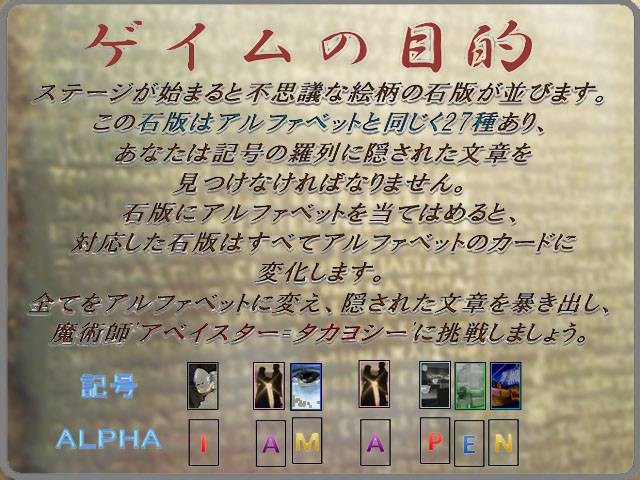 ゲイムの目的
ステージが始まると不思議な絵柄の石版が並びます。
この石版はアルファベットと同じく27種あり、
あなたは記号の羅列に隠された文章を
見つけなければなりません。
石版にアルファベットを当てはめると、
対応した石版はすべてアルファベットのカードに
変化します。
全てをアルファベットに変え、隠された文章を暴き出し、
魔術師'アベイスター=タカヨシー'に挑戦しましょう。
記号
ALPHA I AM A PEN